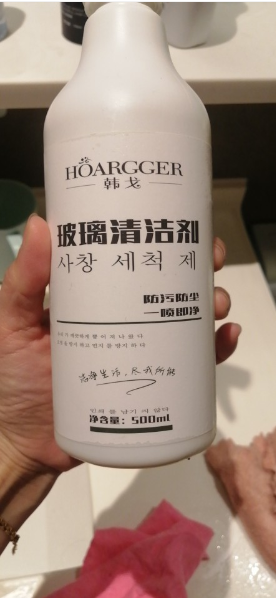 HOARGGER
韩戈
玻璃清洁剂
사창 세척 제
防污防尘
一喷即净
洁净生活,尽我所能
净含量：500ml